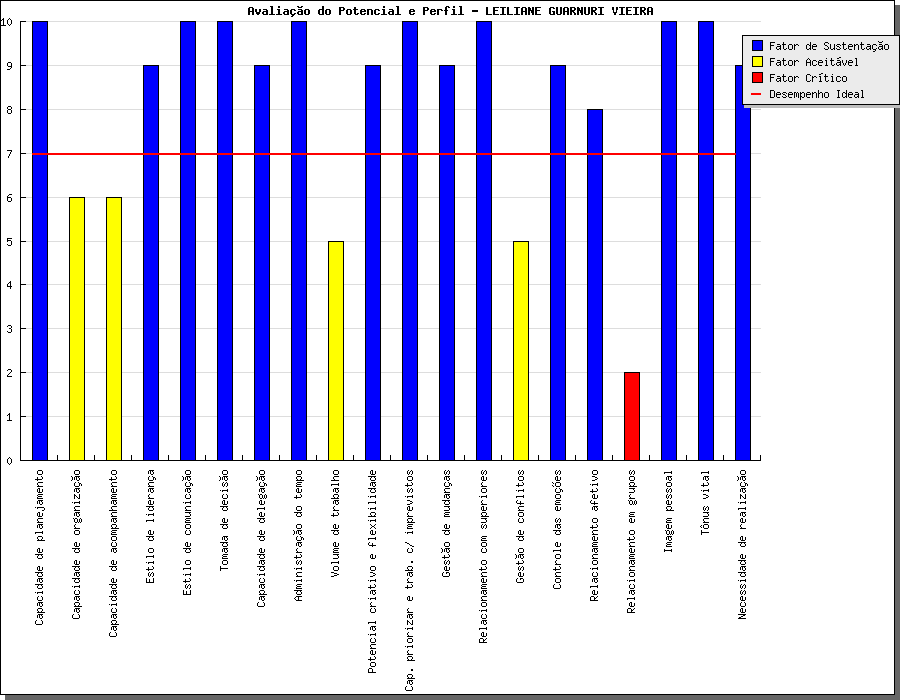 Avaliação do Potencial e Perfil - LEILIANE GUARNURI VIEIRA
10
9
8
7
6
5
4
3
2
1
0
Fator de Sustentação
Fator Aceitável
Fator Crítico
Desempenho Ideal
Capacidade de planejamento
Capacidade de organização
Capacidade de acompanhamento
Estilo de liderança
Estilo de comunicação
Tomada de decisão
Capacidade de delegação
Administração do tempo
Volume de trabalho
Potencial criativo e flexibilidade
Cap. priorizar e trab. c/ imprevistos
Gestão de mudanças
Relacionamento com superiores
Gestão de conflitos
Controle das emoções
Relacionamento afetivo
Relacionamento em grupos
Imagem pessoal
Tônus vital
Necessidade de realização